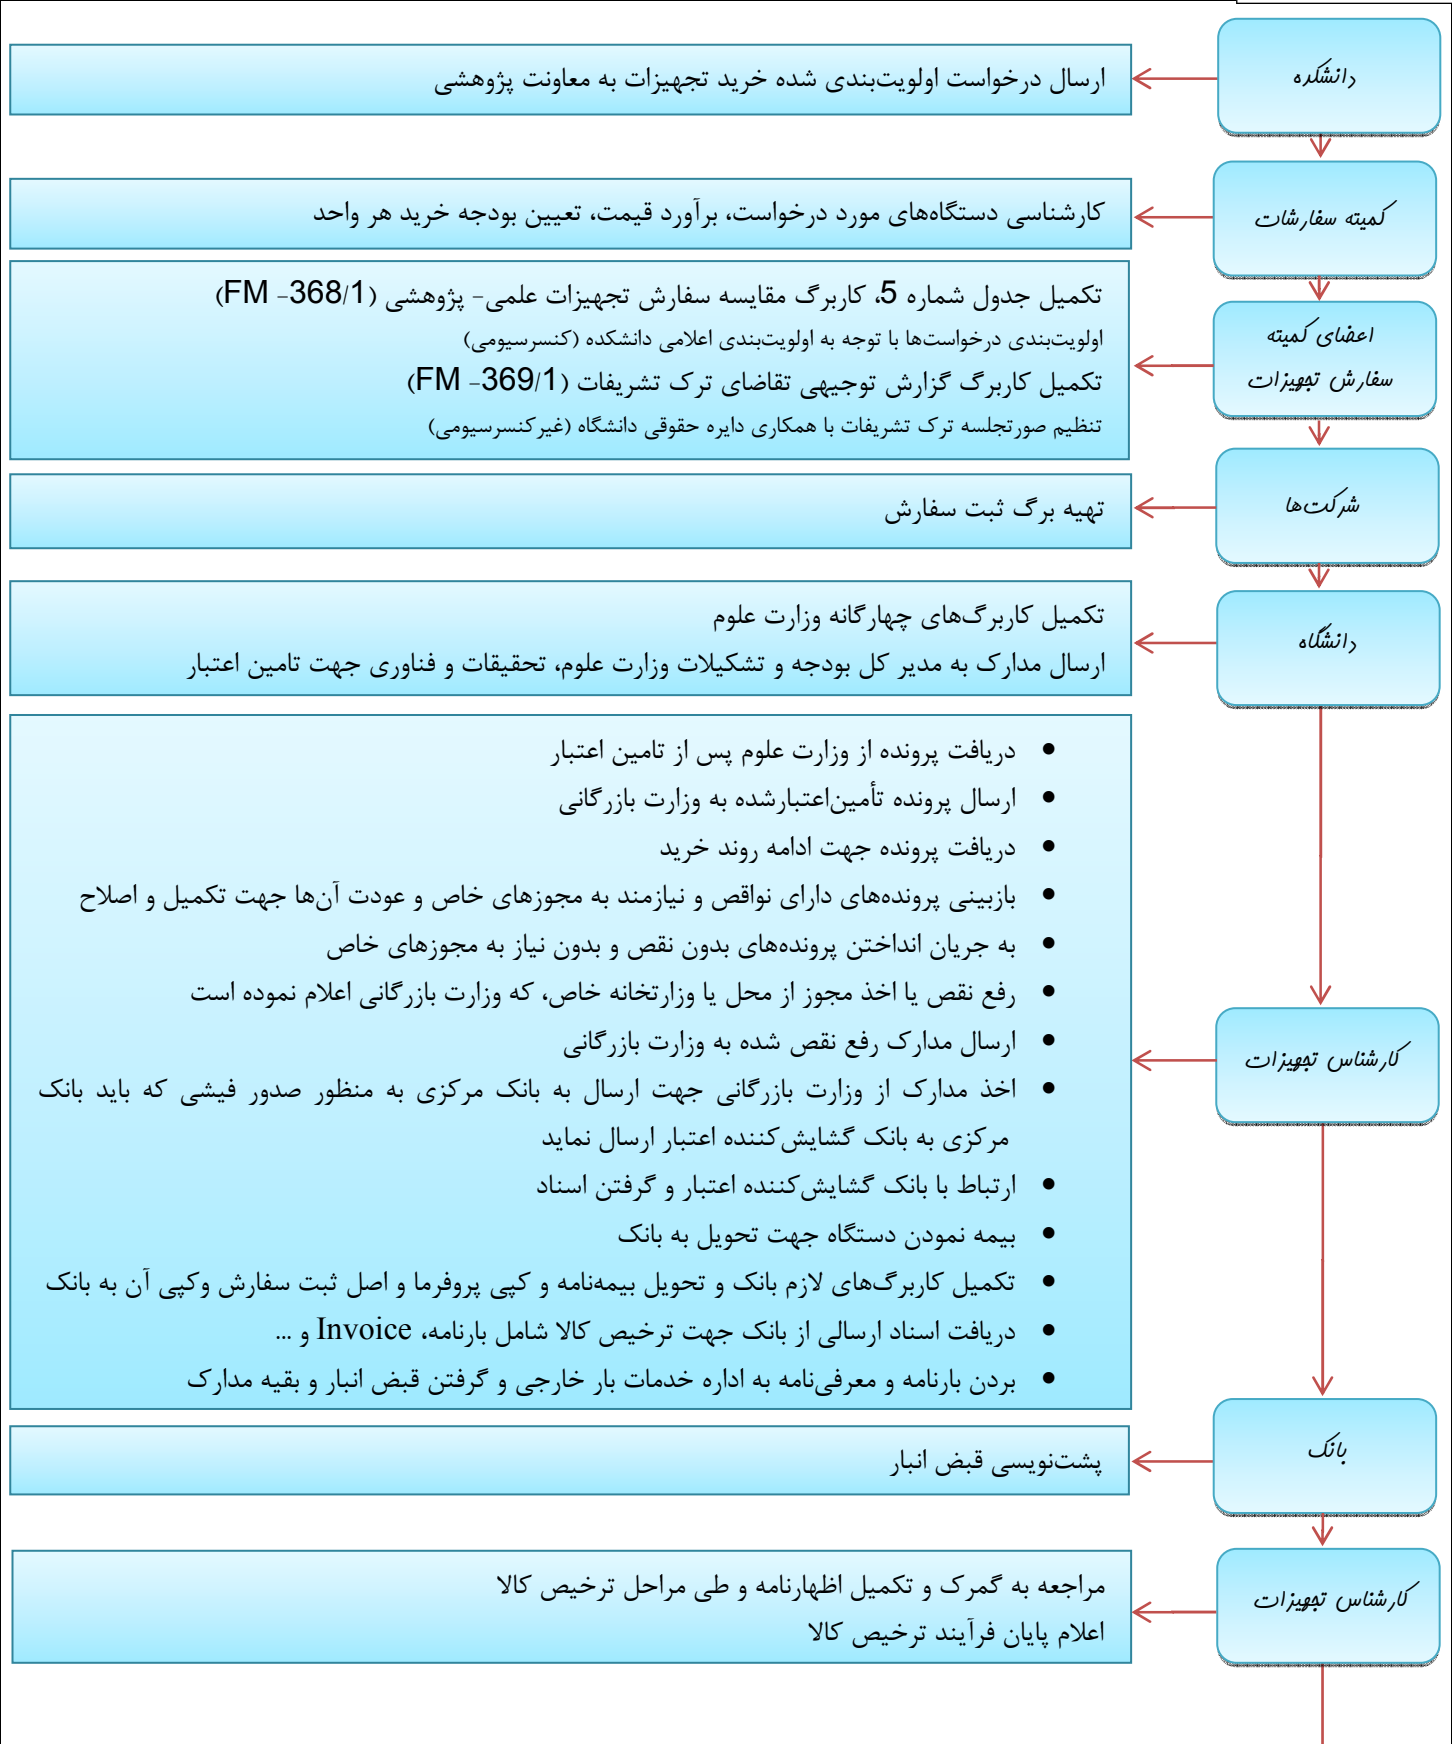 دانشکده
ارسال درخواست اولویت‌بندی شده خرید تجهیزات به معاونت پژوهشی
کمیته سفارشات
کارشناسی دستگاه‌های مورد درخواست، برآورد قیمت، تعیین بودجه خرید هر واحد
اعضای کمیته
سفارش تجهیزات
تکمیل جدول شماره 5، کاربرگ مقایسه سفارش تجهیزات علمی- پژوهشی (FM -368/1)
اولویت‌بندی درخواست‌ها با توجه به اولویت‌بندی اعلامی دانشکده (کنسرسیومی)
تکمیل کاربرگ گزارش توجیهی تقاضای ترک تشریفات (FM -369/1)
تنظیم صورتجلسه ترک تشریفات با همکاری دایره حقوقی دانشگاه (غیرکنسرسیومی)
شرکت‌ها
تهیه برگ ثبت سفارش
دانشگاه
تکمیل کاربرگ‌های چهارگانه وزارت علوم
ارسال مدارک به مدیر کل بودجه و تشکیلات وزارت علوم، تحقیقات و فناوری جهت تامین اعتبار
کارشناس تجهیزات
• دریافت پرونده از وزارت علوم پس از تامین اعتبار
• ارسال پرونده تأمین‌اعتبارشده به وزارت بازرگانی
• دریافت پرونده جهت ادامه روند خرید
• بازبینی پرونده‌های دارای نواقص و نیازمند به مجوزهای خاص و عودت آن‌ها جهت تکمیل و اصلاح
• به جریان انداختن پرونده‌های بدون نقص و بدون نیاز به مجوزهای خاص
• رفع نقص یا اخذ مجوز از محل یا وزارتخانه خاص، که وزارت بازرگانی اعلام نموده است
• ارسال مدارک رفع نقص شده به وزارت بازرگانی
• اخذ مدارک از وزارت بازرگانی جهت ارسال به بانک مرکزی به منظور صدور فیشی که باید بانک
مرکزی به بانک گشایش‌کننده اعتبار ارسال نماید
• ارتباط با بانک گشایش‌کننده اعتبار و گرفتن اسناد
• بیمه نمودن دستگاه جهت تحویل به بانک
• تکمیل کاربرگ‌های لازم بانک و تحویل بیمه‌نامه و کپی پروفرما و اصل ثبت سفارش وکپی آن به بانک
• دریافت اسناد ارسالی از بانک جهت ترخیص کالا شامل بارنامه، Invoice و ...
• بردن بارنامه و معرفی‌نامه به اداره خدمات بار خارجی و گرفتن قبض انبار و بقیه مدارک
بانک
پشت‌نویسی قبض انبار
کارشناس تجهیزات
مراجعه به گمرک و تکمیل اظهارنامه و طی مراحل ترخیص کالا
اعلام پایان فرآیند ترخیص کالا